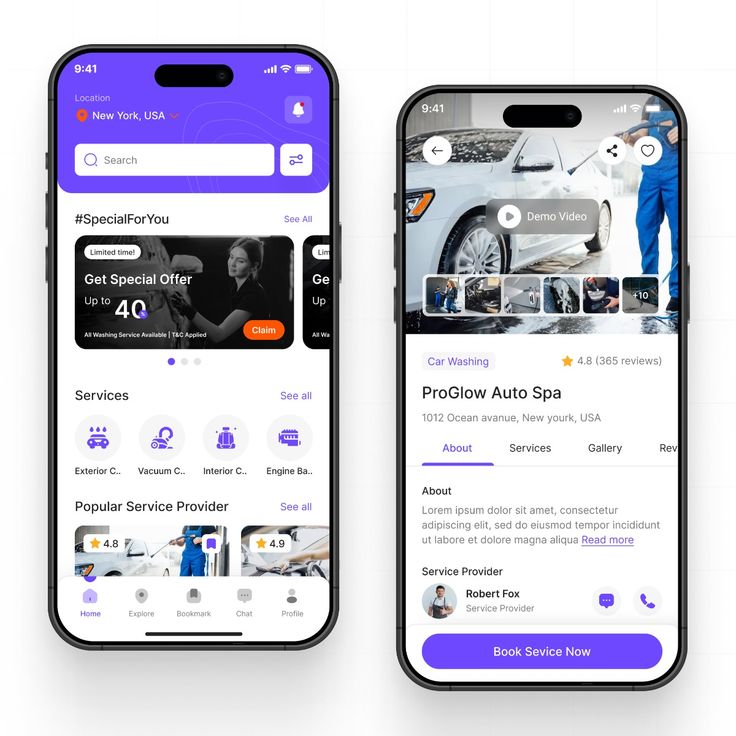 9:41
Location
New York, USA
Search
#SpecialForYou
See All
Limited time!
Get Special Offer
Up to 40%
All Washing Service Available | T&C Applied
Claim
Lim
Ge
Up
All Wa
Services
See all
Exterior C..
Vacuum C..
Interior C..
Engine Ba..
Popular Service Provider
See all
4.8
4.9
Home
Explore
Bookmark
Chat
Profile
9:41
Demo Video
+10
Car Washing
4.8 (365 reviews)
ProGlow Auto Spa
1012 Ocean avanue, New yourk, USA
About
Services
Gallery
Rev
About
Lorem ipsum dolor sit amet, consectetur
adipiscing elit, sed do eiusmod tempor incididunt
ut labore et dolore magna aliqua Read more
Service Provider
Robert Fox
Service Provider
Book Sevice Now